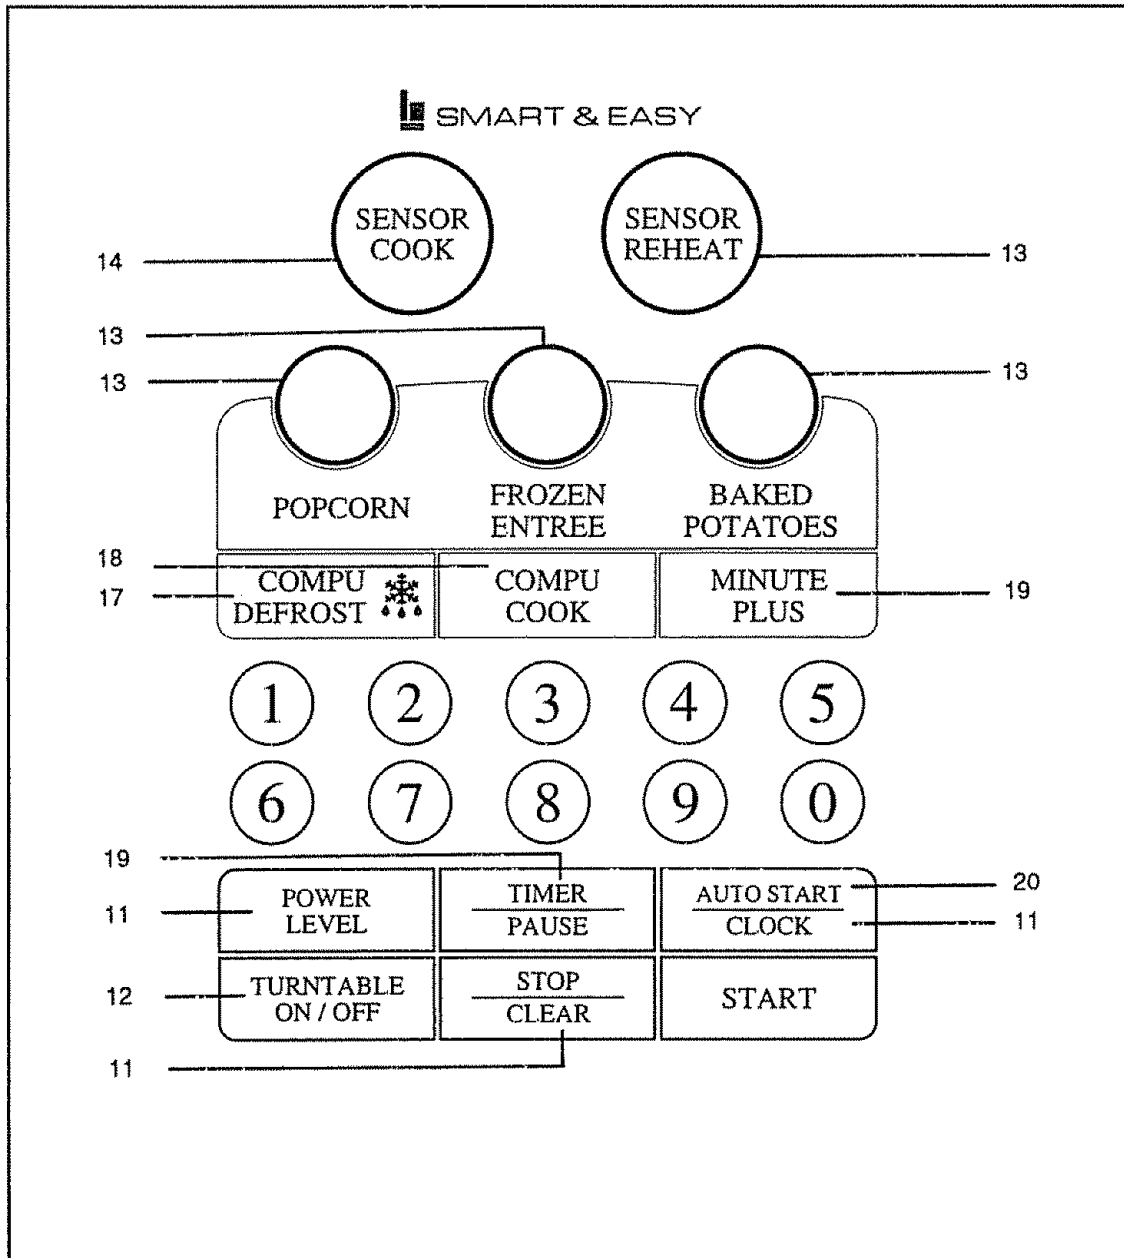 SMART & EASY
SENSOR
COOK
SENSOR
REHEAT
14
13
13
13
13
POPCORN
FROZEN
ENTREE
BAKED
POTATOES
18
17
COMPU
DEFROST
COMPU
COOK
MINUTE
PLUS
19
1 2 3 4 5
6 7 8 9 0
19
11
POWER
LEVEL
TIMER
PAUSE
AUTO START
CLOCK
20
11
12
TURNTABLE
ON / OFF
STOP
CLEAR
START
11